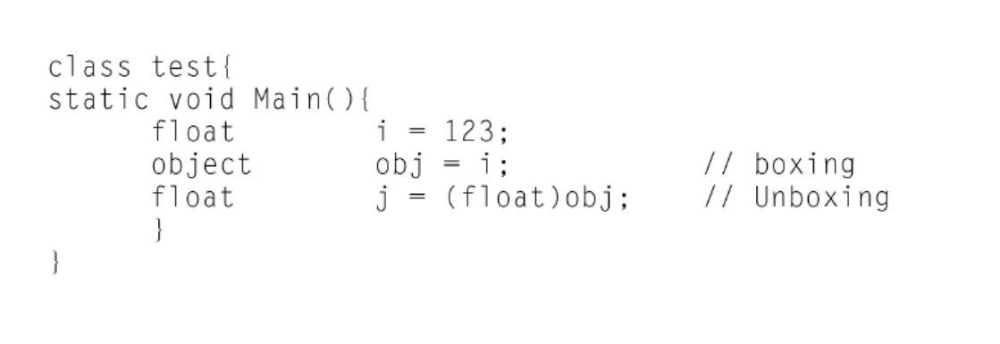 class test{
static void Main(){
float i = 123;
object obj = i; // boxing
float j = (float)obj; // Unboxing
}
}